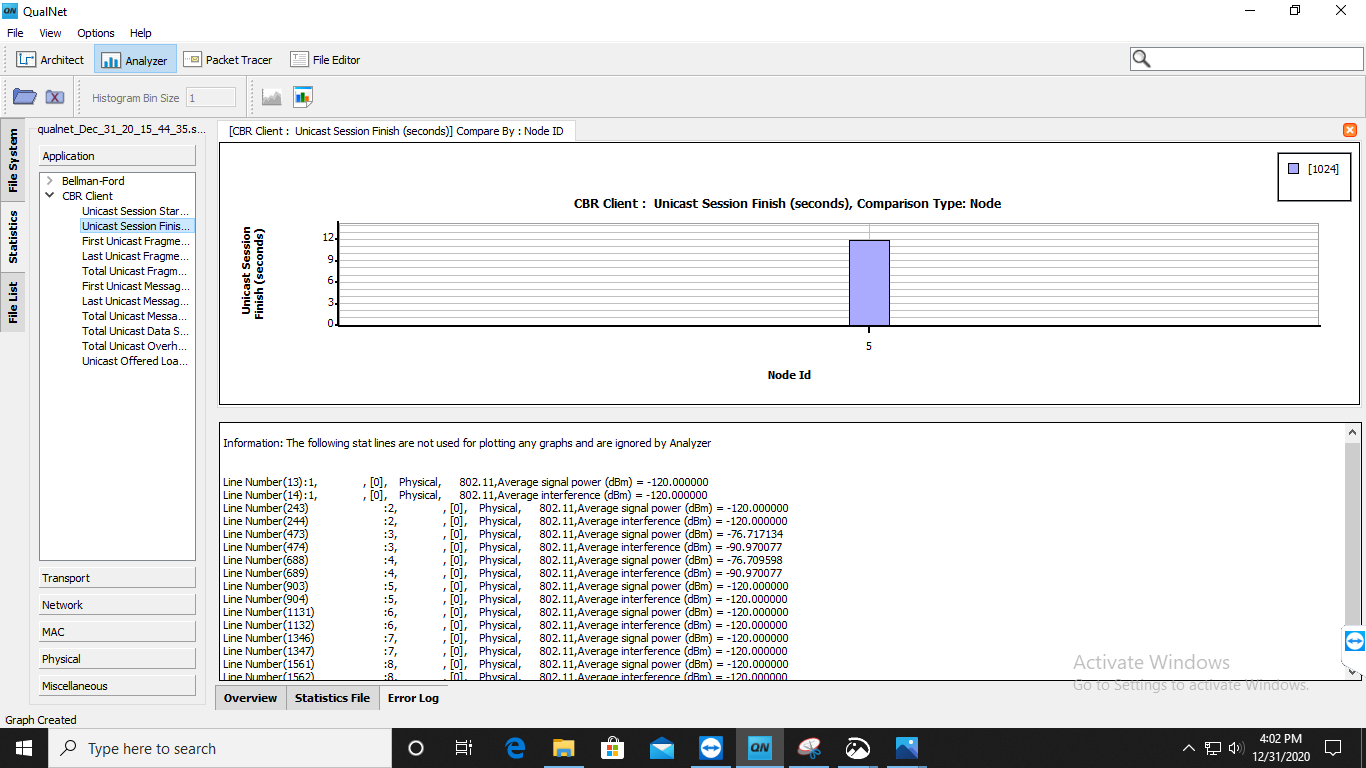 QN QualNet
File View Options Help
Architect Analyzer Packet Tracer File Editor
Histogram Bin Size 1
File System
Statistics
File List
qualnet_Dec_31_20_15_44_35.s...
Application
Bellman-Ford
CBR Client
Unicast Session Star...
Unicast Session Finis...
First Unicast Fragme...
Last Unicast Fragme...
Total Unicast Fragm...
First Unicast Messag...
Last Unicast Messag...
Total Unicast Messa...
Total Unicast Data S...
Total Unicast Overh...
Unicast Offered Loa...
Transport
Network
MAC
Physical
Miscellaneous
[CBR Client : Unicast Session Finish (seconds)] Compare By : Node ID
[1024]
CBR Client : Unicast Session Finish (seconds), Comparison Type: Node
Unicast Session
Finish (seconds)
12
9
6
3
0
5
Node Id
Information: The following stat lines are not used for plotting any graphs and are ignored by Analyzer
Line Number(13):1, , [0], Physical, 802.11,Average signal power (dBm) = -120.000000
Line Number(14):1, , [0], Physical, 802.11,Average interference (dBm) = -120.000000
Line Number(243) :2, , [0], Physical, 802.11,Average signal power (dBm) = -120.000000
Line Number(244) :2, , [0], Physical, 802.11,Average interference (dBm) = -120.000000
Line Number(473) :3, , [0], Physical, 802.11,Average signal power (dBm) = -76.717134
Line Number(474) :3, , [0], Physical, 802.11,Average interference (dBm) = -90.970077
Line Number(688) :4, , [0], Physical, 802.11,Average signal power (dBm) = -76.709598
Line Number(689) :4, , [0], Physical, 802.11,Average interference (dBm) = -90.970077
Line Number(903) :5, , [0], Physical, 802.11,Average signal power (dBm) = -120.000000
Line Number(904) :5, , [0], Physical, 802.11,Average interference (dBm) = -120.000000
Line Number(1131) :6, , [0], Physical, 802.11,Average signal power (dBm) = -120.000000
Line Number(1132) :6, , [0], Physical, 802.11,Average interference (dBm) = -120.000000
Line Number(1346) :7, , [0], Physical, 802.11,Average signal power (dBm) = -120.000000
Line Number(1347) :7, , [0], Physical, 802.11,Average interference (dBm) = -120.000000
Line Number(1561) :8, , [0], Physical, 802.11,Average signal power (dBm) = -120.000000
Line Number(1562) :8, , [0], Physical, 802.11,Average interference (dBm) = -120.000000
Activate Windows
Go to Settings to activate Windows.
Overview Statistics File Error Log
Graph Created
Type here to search
QN
4:02 PM
12/31/2020